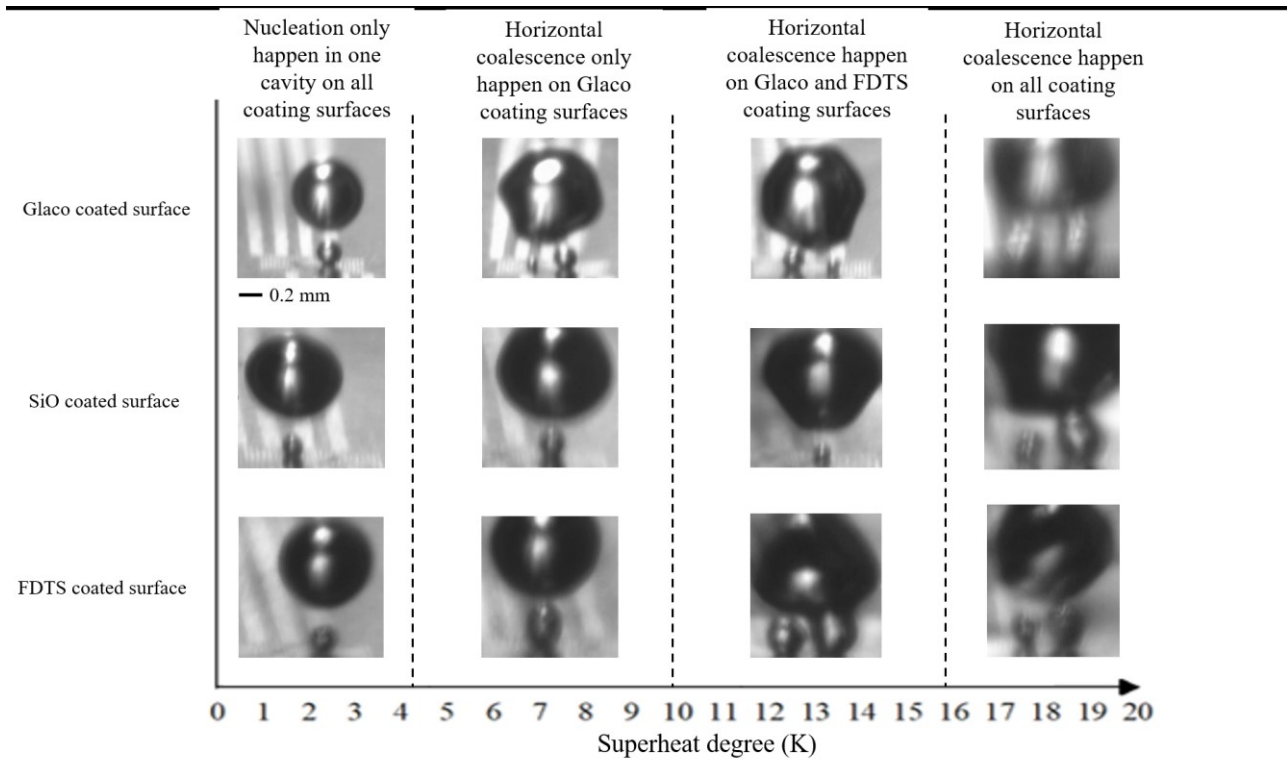 Nucleation only
happen in one
cavity on all
coating surfaces
Horizontal
coalescence only
happen on Glaco
coating surfaces
Horizontal
coalescence happen
on Glaco and FDTS
coating surfaces
Horizontal
coalescence happen
on all coating
surfaces
Glaco coated surface
0.2 mm
SiO coated surface
FDTS coated surface
0 1 2 3 4 5 6 7 8 9 10 11 12 13 14 15 16 17 18 19 20
Superheat degree (K)